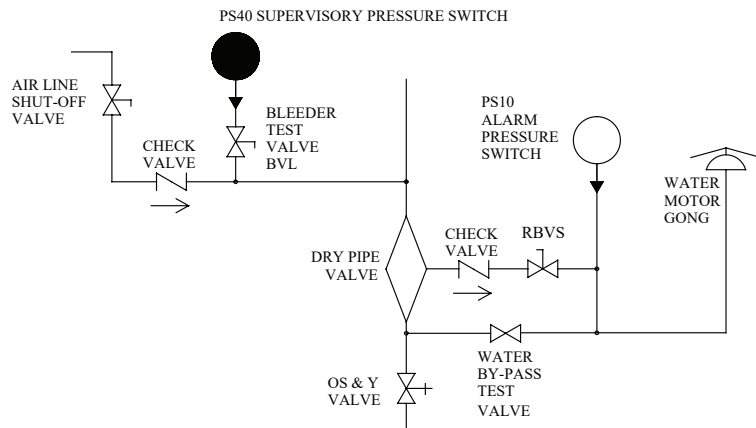 PS40 SUPERVISORY PRESSURE SWITCH
AIR LINE
SHUT-OFF
VALVE
BLEEDER
TEST
VALVE
BVL
CHECK
VALVE
PS10
ALARM
PRESSURE
SWITCH
WATER
MOTOR
GONG
DRY PIPE
VALVE
CHECK
VALVE
RBVS
OS & Y
VALVE
WATER
BY-PASS
TEST
VALVE